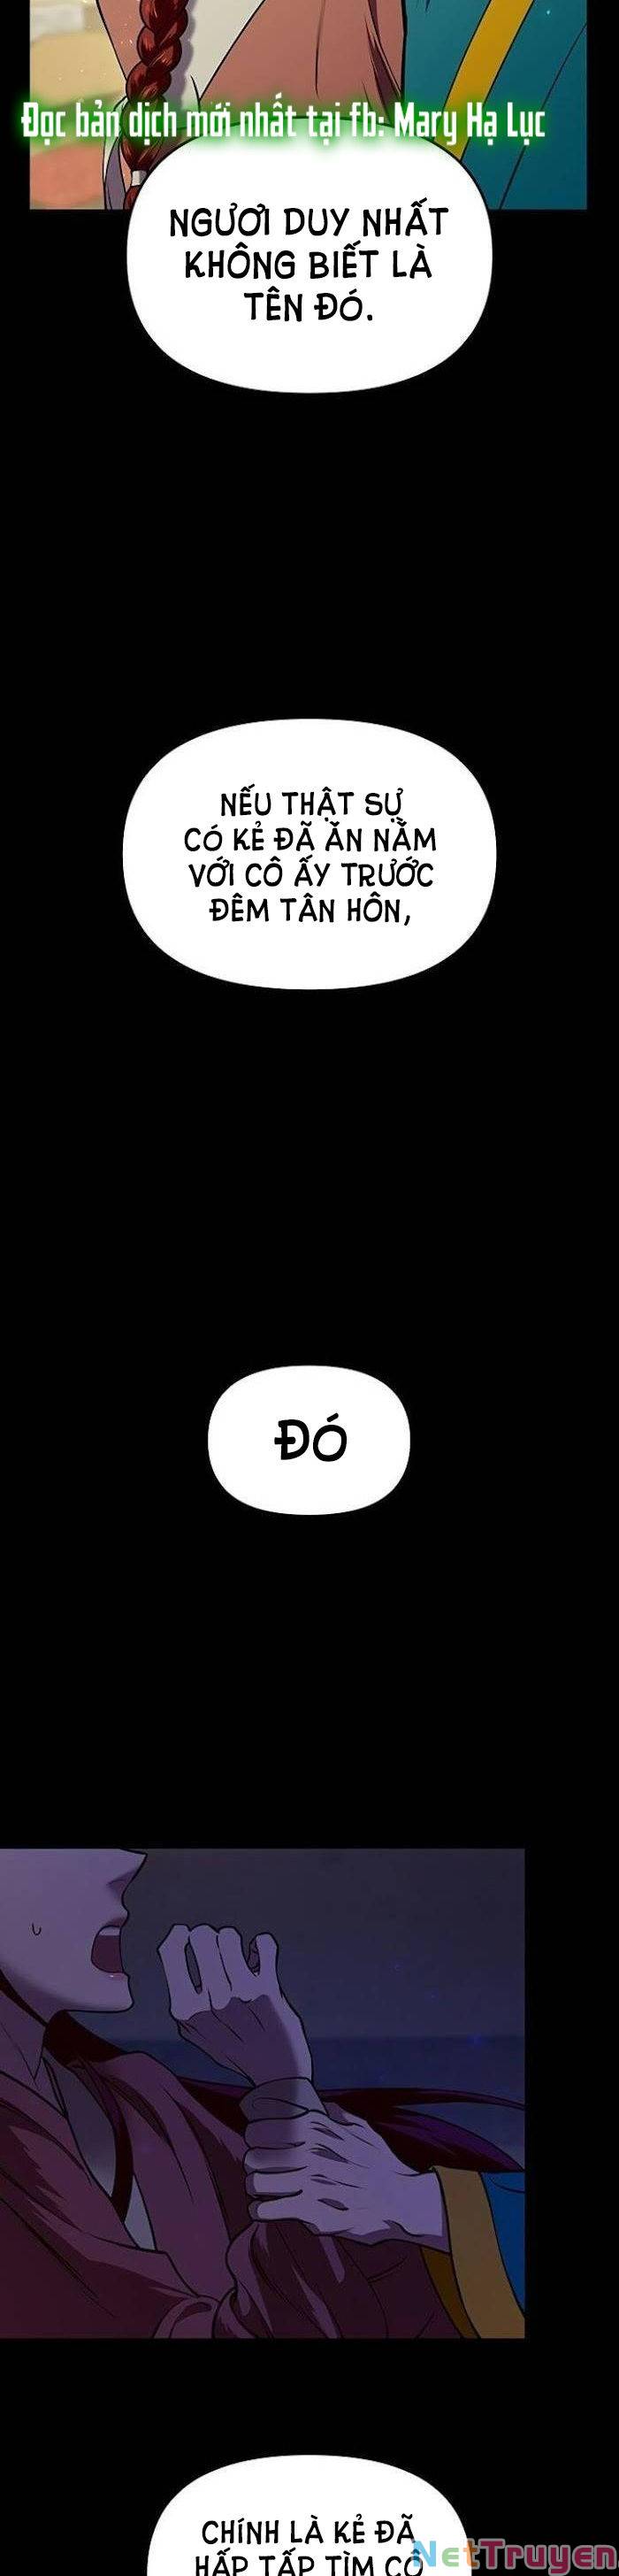 Đọc bản dịch mới nhất tại fb: Mary Hạ Lục
NGƯƠI DUY NHẤT
KHÔNG BIẾT LÀ
TÊN ĐÓ.
NẾU THẬT SỰ
CÓ KẺ ĐÃ ĂN NẰM
VỚI CÔ ẤY TRƯỚC
ĐÊM TÂN HÔN,
ĐÓ
CHÍNH LÀ KẺ ĐÃ
HẤP TẤP TÌM CÔ
NetTruyen